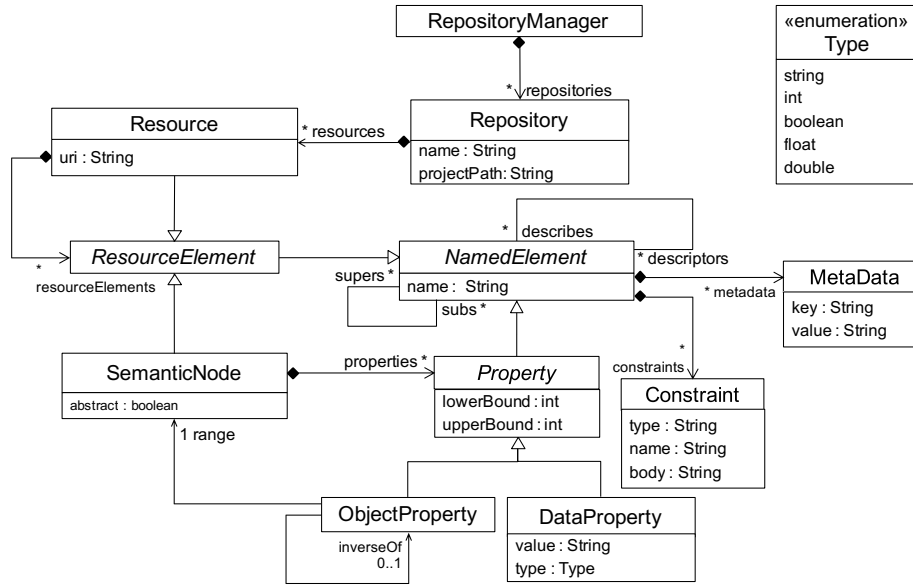 RepositoryManager
«enumeration»
Type
string
int
boolean
float
double
* repositories
Resource
uri : String
* resources
Repository
name : String
projectPath: String
* describes
ResourceElement
*
resourceElements
NamedElement
name : String
supers *
subs *
* descriptors
* metadata
MetaData
key : String
value : String
*
constraints
SemanticNode
abstract : boolean
properties *
Property
lowerBound : int
upperBound : int
Constraint
type : String
name : String
body : String
1 range
ObjectProperty
inverseOf
0..1
DataProperty
value : String
type : Type